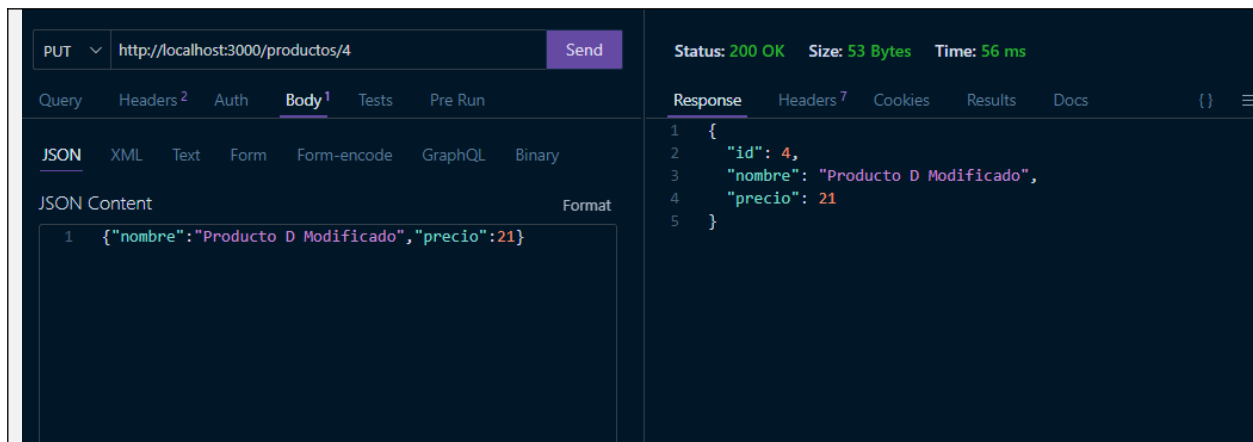 PUT http://localhost:3000/productos/4 Send
Query Headers 2 Auth Body 1 Tests Pre Run
JSON XML Text Form Form-encode GraphQL Binary
JSON Content Format
1 {"nombre":"Producto D Modificado","precio":21}
Status: 200 OK Size: 53 Bytes Time: 56 ms
Response Headers 7 Cookies Results Docs { }
1 {
2 "id": 4,
3 "nombre": "Producto D Modificado",
4 "precio": 21
5 }